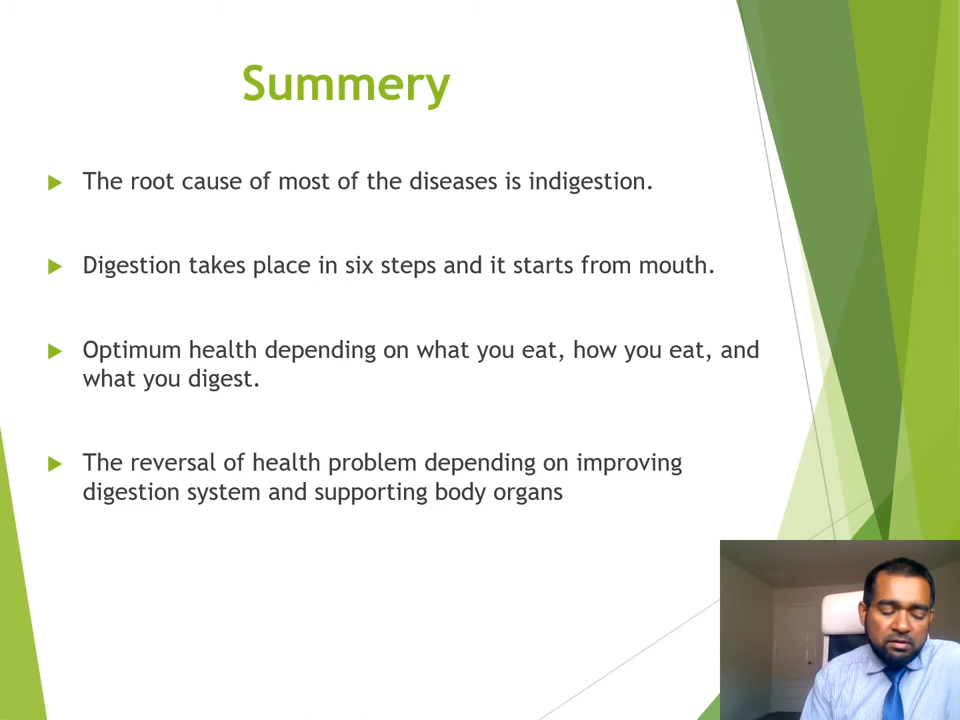 Summery
The root cause of most of the diseases is indigestion.
Digestion takes place in six steps and it starts from mouth.
Optimum health depending on what you eat, how you eat, and
what you digest.
The reversal of health problem depending on improving
digestion system and supporting body organs